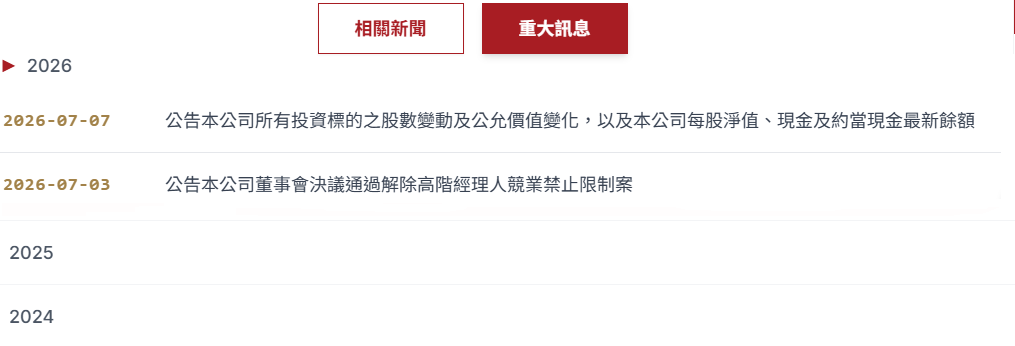 相關新聞 重大訊息
▶ 2026
2026-07-07 公告本公司所有投資標的之股數變動及公允價值變化，以及本公司每股淨值、現金及約當現金最新餘額
2026-07-03 公告本公司董事會決議通過解除高階經理人競業禁止限制案
2025
2024